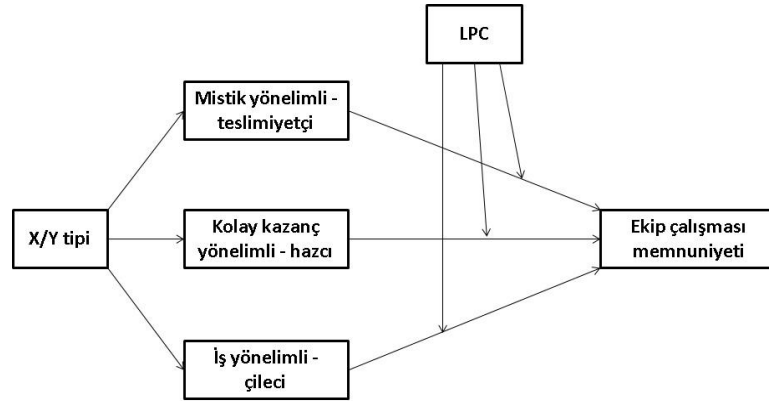 LPC
Mistik yönelimli -
teslimiyetçi
X/Y tipi
Kolay kazanç
yönelimli - hazcı
Ekip çalışması
memnuniyeti
İş yönelimli -
çileci